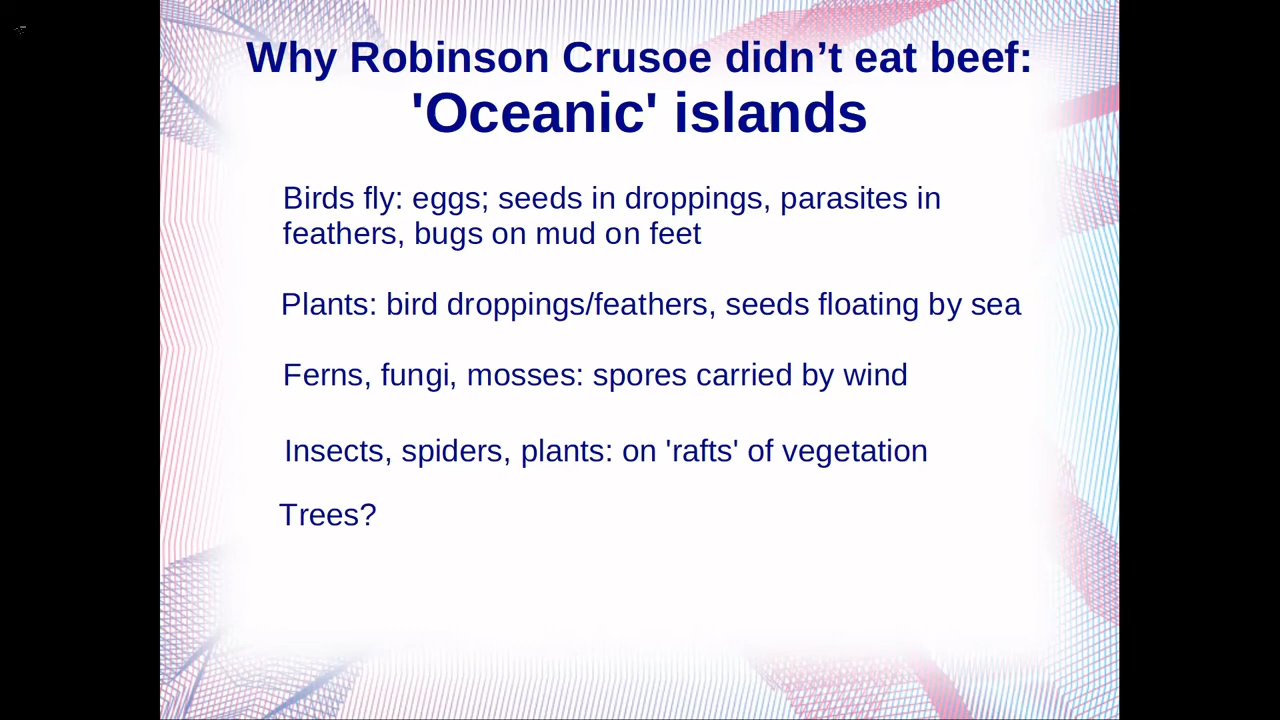 Why Robinson Crusoe didn’t eat beef:
'Oceanic' islands
Birds fly: eggs; seeds in droppings, parasites in
feathers, bugs on mud on feet
Plants: bird droppings/feathers, seeds floating by sea
Ferns, fungi, mosses: spores carried by wind
Insects, spiders, plants: on 'rafts' of vegetation
Trees?